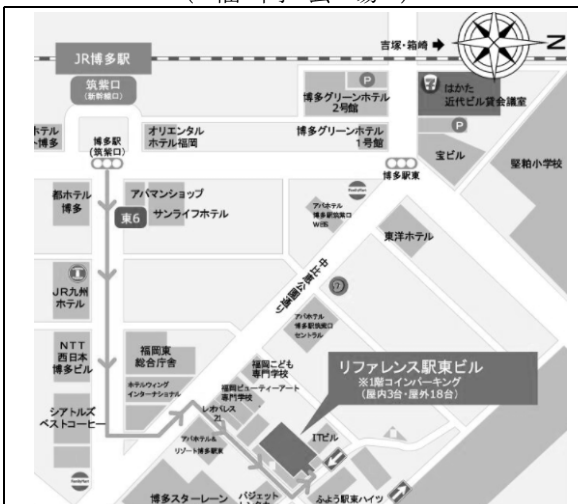 （福岡会場）
吉塚・箱崎
N
JR博多駅
筑紫口
(新幹線口)
P
博多グリーンホテル
2号館
はかた
近代ビル貸会議室
ホテル
博多
博多駅
(筑紫口)
オリエンタル
ホテル福岡
博多グリーンホテル
1号館
P
宝ビル
博多駅東
堅粕小学校
都ホテル
博多
アパマンショップ
東6
サンライフホテル
FamilyMart
アパホテル
博多駅筑紫口
WEST
東洋ホテル
中比恵公園通り
JR九州
ホテル
アパホテル
博多駅筑紫口
セントラル
NTT
西日本
博多ビル
福岡東
総合庁舎
福岡こども
専門学校
リファレンス駅東ビル
※1階コインパーキング
(屋内3台・屋外18台)
ホテルウィング
インターナショナル
福岡ビューティーアート
専門学校
レオパレス
21
シアトルズ
ベストコーヒー
アパホテル&
リゾート博多駅東
ITビル
FamilyMart
博多スターレーン
バジェット
レンタカー
ふよう駅東ハイツ